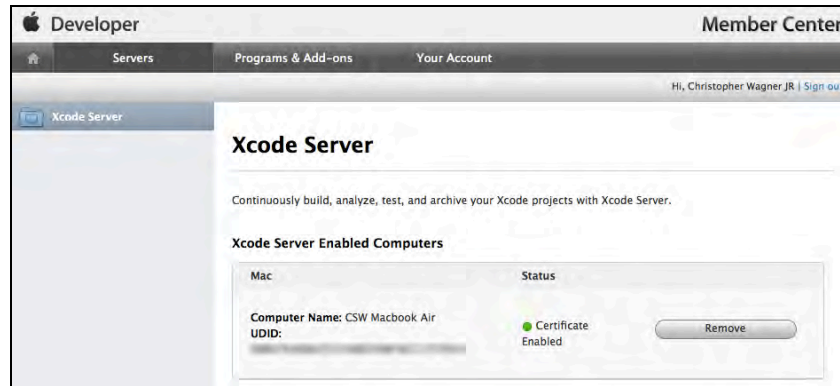 Developer
Member Center
Servers
Programs & Add-ons
Your Account
Hi, Christopher Wagner JR | Sign ou
Xcode Server
Xcode Server
Continuously build, analyze, test, and archive your Xcode projects with Xcode Server.
Xcode Server Enabled Computers
Mac
Status
Computer Name: CSW Macbook Air
UDID:
Certificate
Enabled
Remove